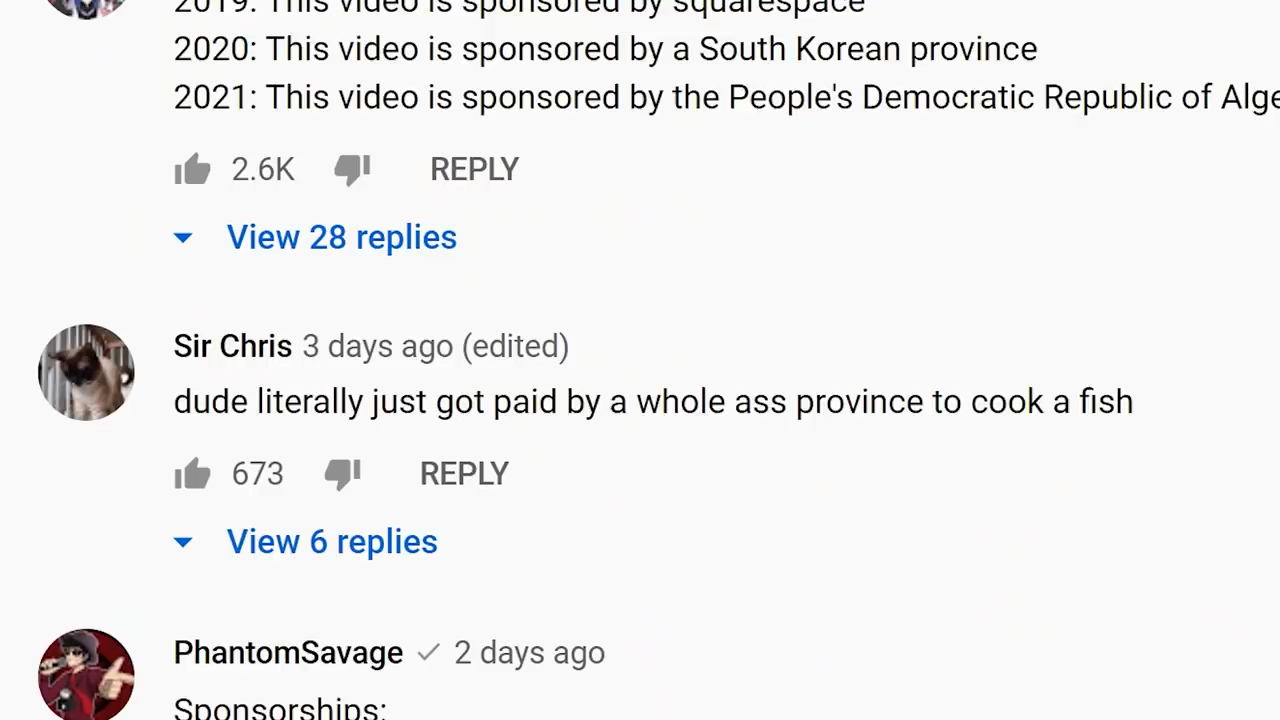 2019: This video is sponsored by squarespace
2020: This video is sponsored by a South Korean province
2021: This video is sponsored by the People's Democratic Republic of Alge
2.6K REPLY
View 28 replies
Sir Chris 3 days ago (edited)
dude literally just got paid by a whole ass province to cook a fish
673 REPLY
View 6 replies
PhantomSavage 2 days ago
Sponsorships: